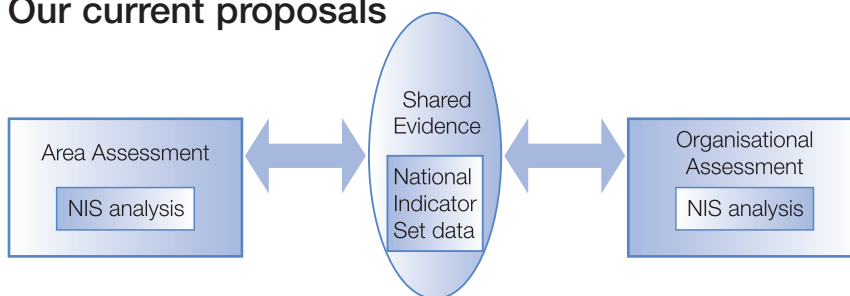 Our current proposals
Shared
Evidence
Area Assessment
NIS analysis
National
Indicator
Set data
Organisational
Assessment
NIS analysis